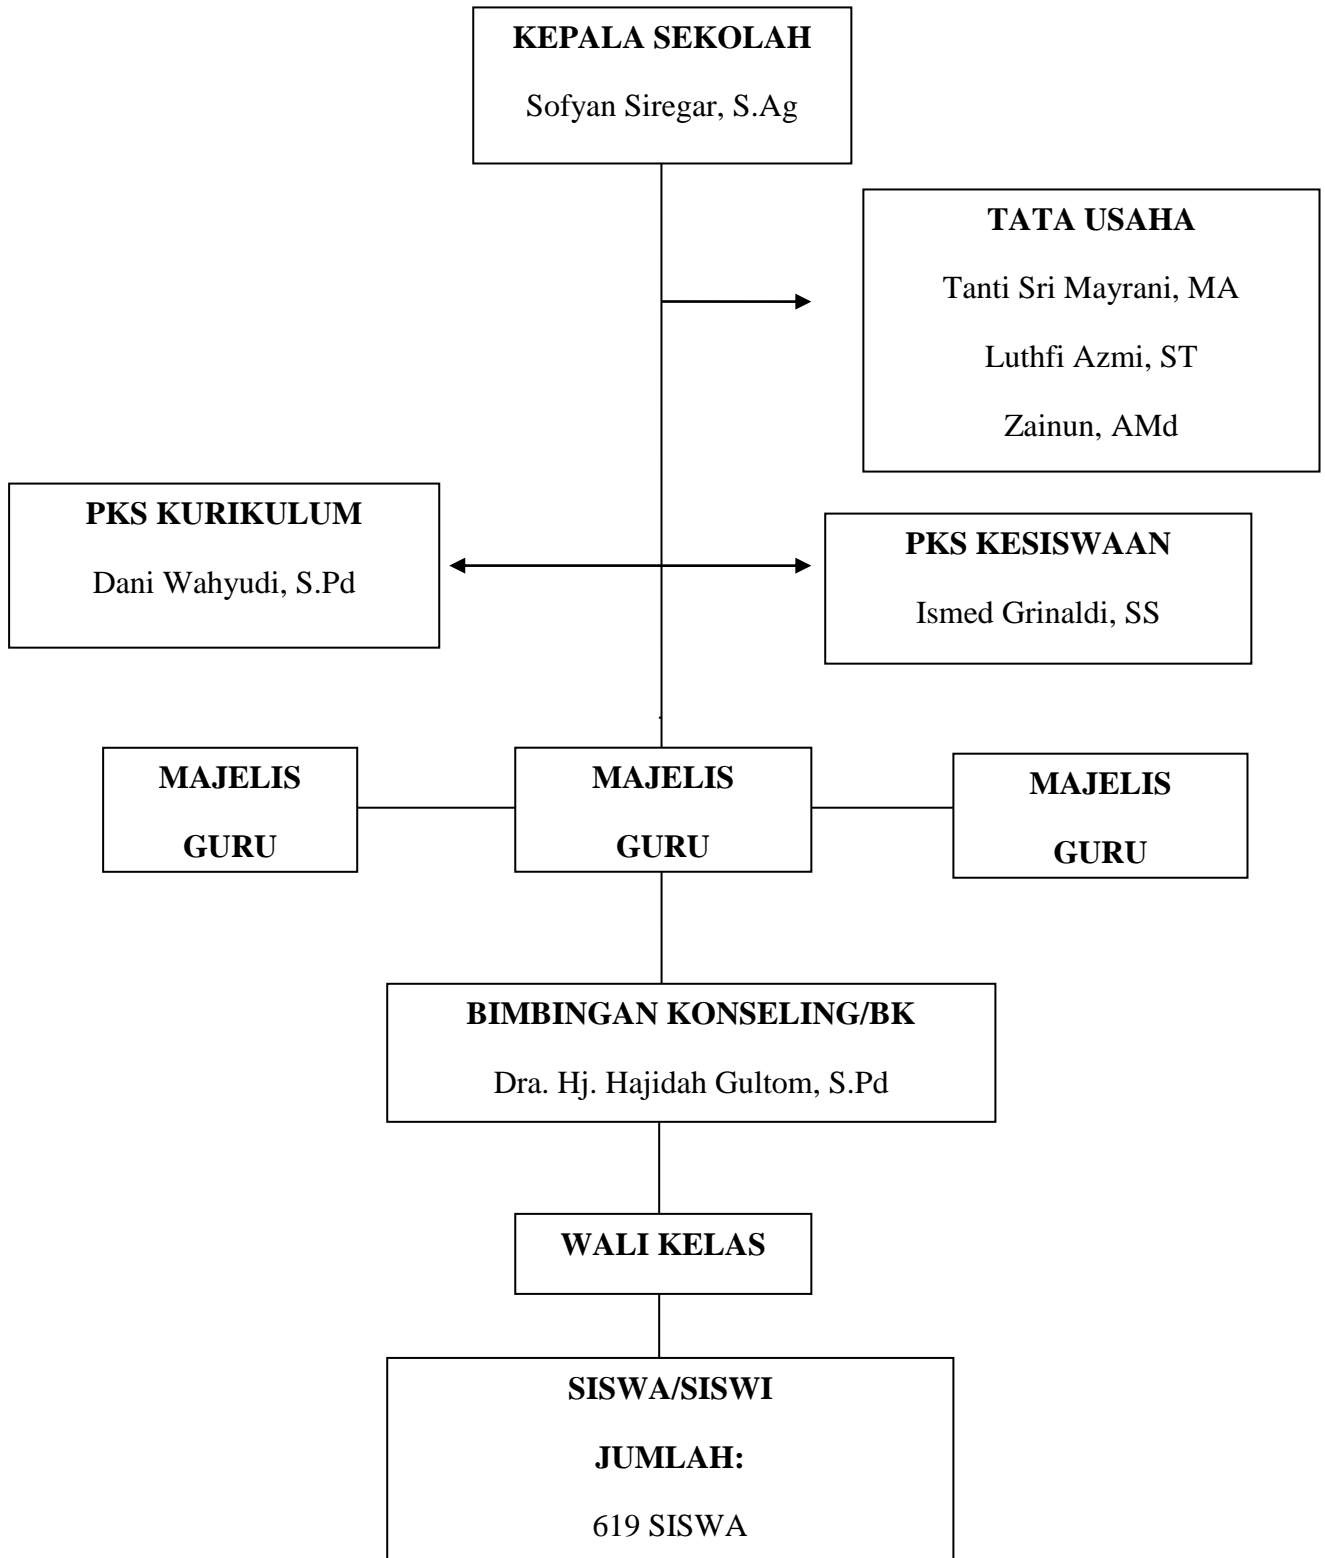 KEPALA SEKOLAH
Sofyan Siregar, S.Ag
TATA USAHA
Tanti Sri Mayrani, MA
Luthfi Azmi, ST
Zainun, AMd
PKS KURIKULUM
Dani Wahyudi, S.Pd
PKS KESISWAAN
Ismed Grinaldi, SS
MAJELIS
GURU
MAJELIS
GURU
MAJELIS
GURU
BIMBINGAN KONSELING/BK
Dra. Hj. Hajidah Gultom, S.Pd
WALI KELAS
SISWA/SISWI
JUMLAH:
619 SISWA